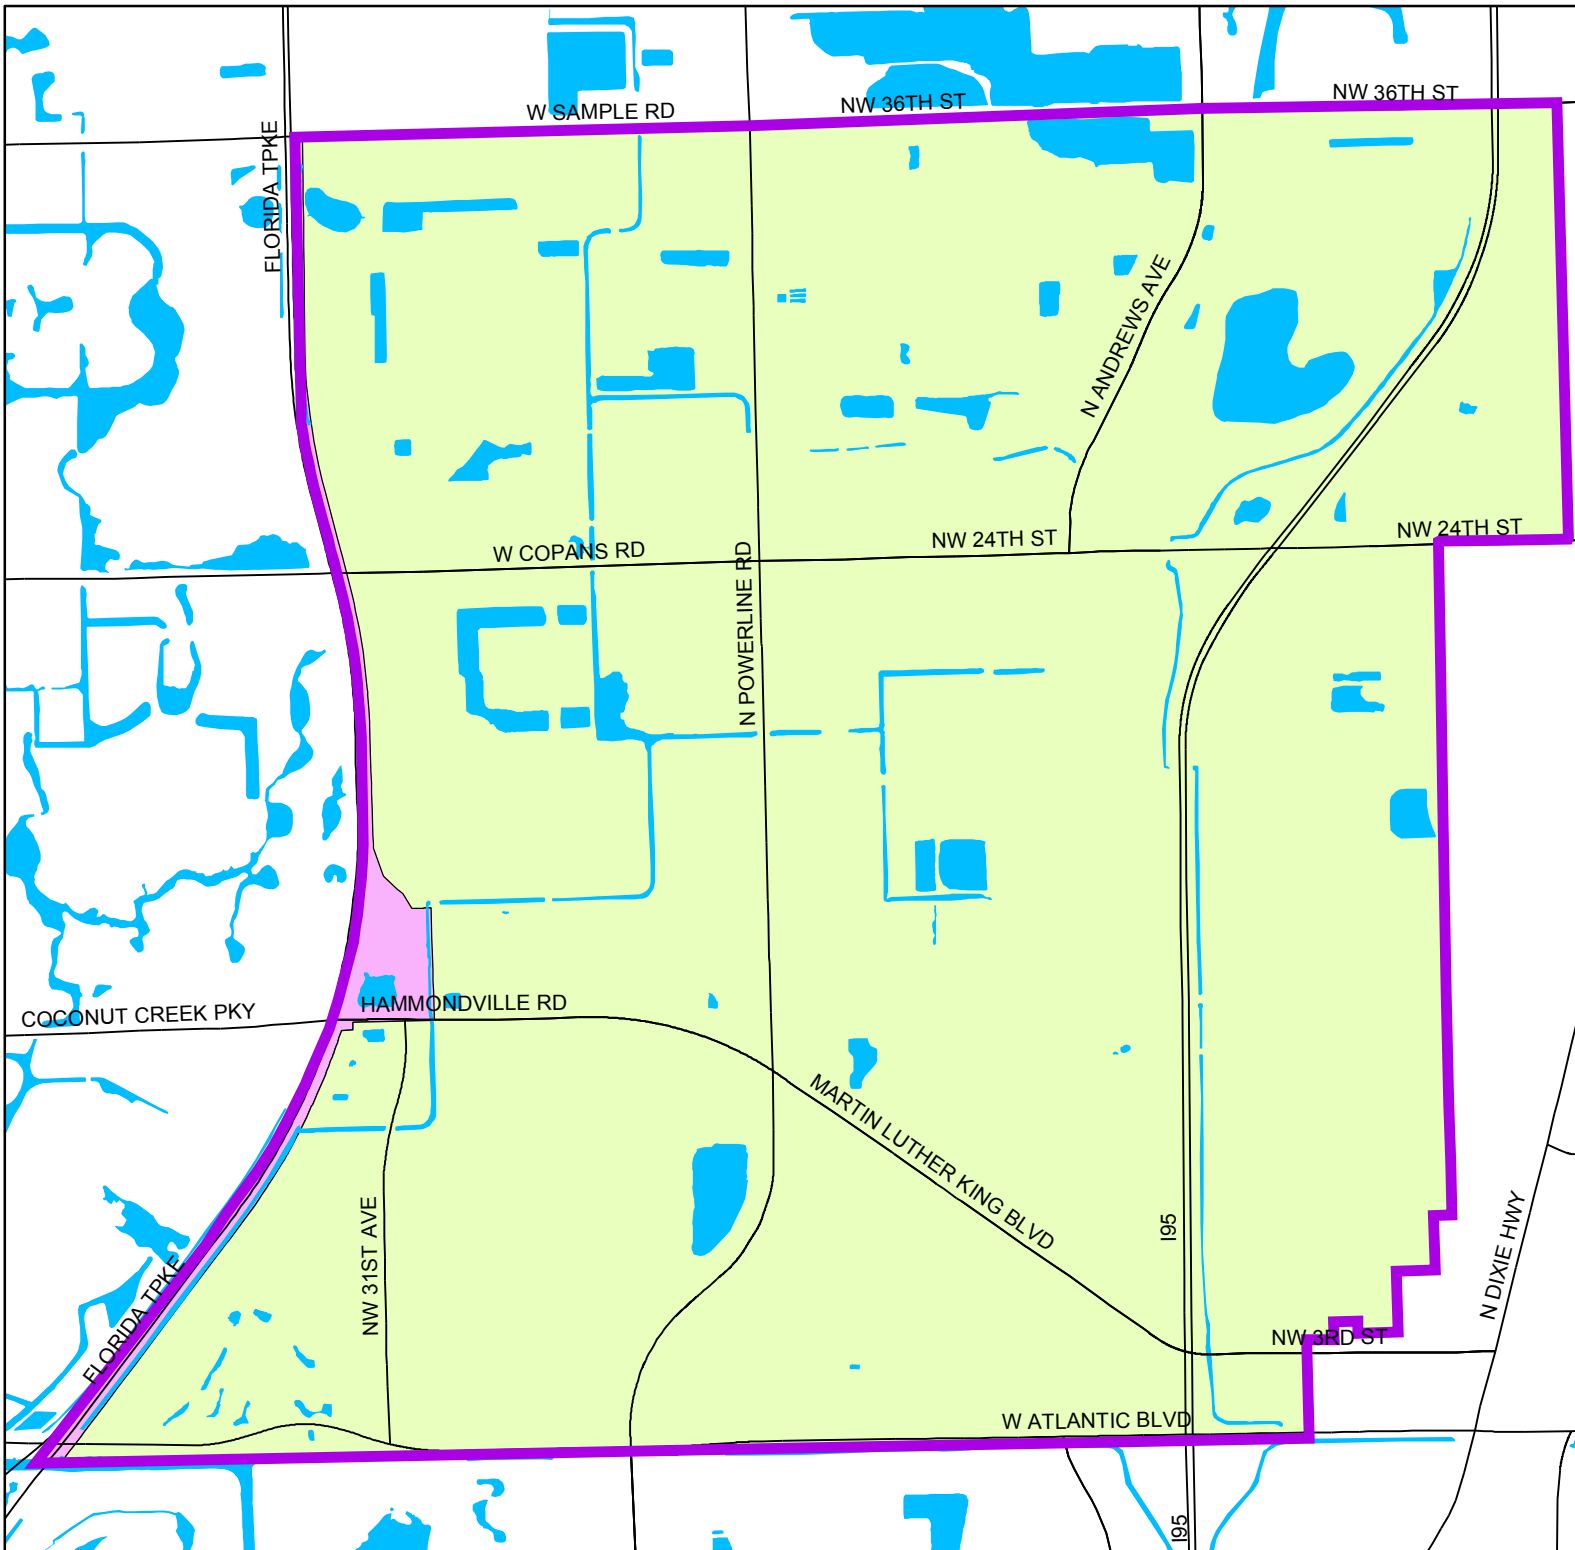 NW 36TH ST
NW 36TH ST
W SAMPLE RD
FLORIDA TPKE
N ANDREWS AVE
NW 24TH ST
NW 24TH ST
W COPANS RD
N POWERLINE RD
HAMMONDVILLE RD
COCONUT CREEK PKY
MARTIN LUTHER KING BLVD
NW 31ST AVE
I95
N DIXIE HWY
FLORIDA TPKE
NW 3RD ST
W ATLANTIC BLVD
I95